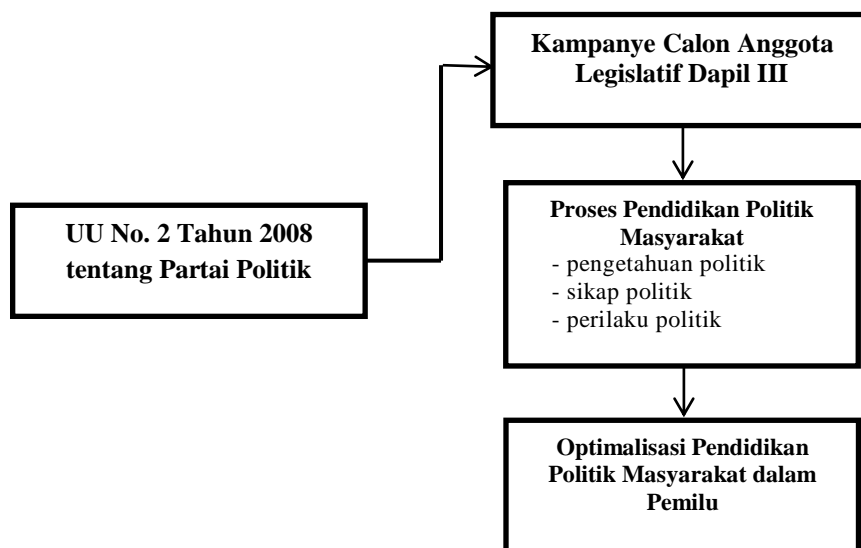 Kampanye Calon Anggota
Legislatif Dapil III
UU No. 2 Tahun 2008
tentang Partai Politik
Proses Pendidikan Politik
Masyarakat
- pengetahuan politik
- sikap politik
- perilaku politik
Optimalisasi Pendidikan
Politik Masyarakat dalam
Pemilu